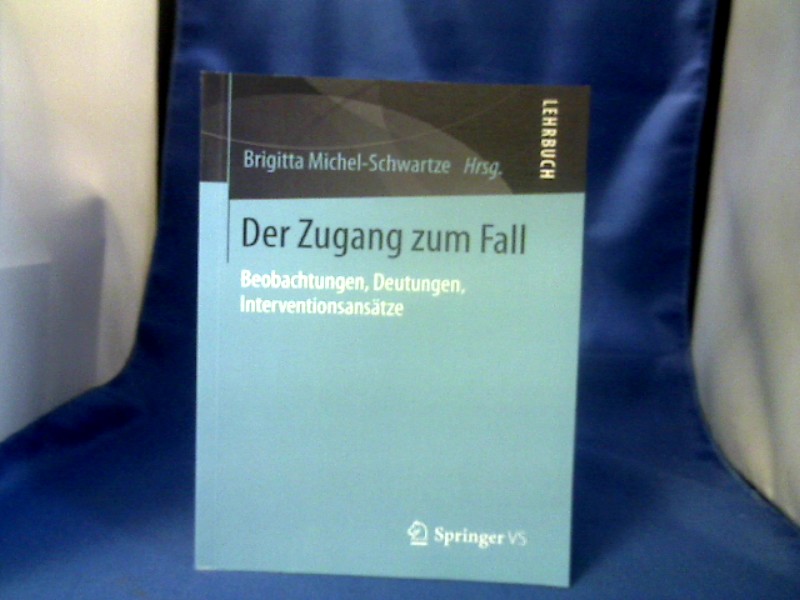 LEHRBUCH
Brigitta Michel-Schwartze Hrsg.
Der Zugang zum Fall
Beobachtungen, Deutungen,
Interventionsansätze
Springer VS